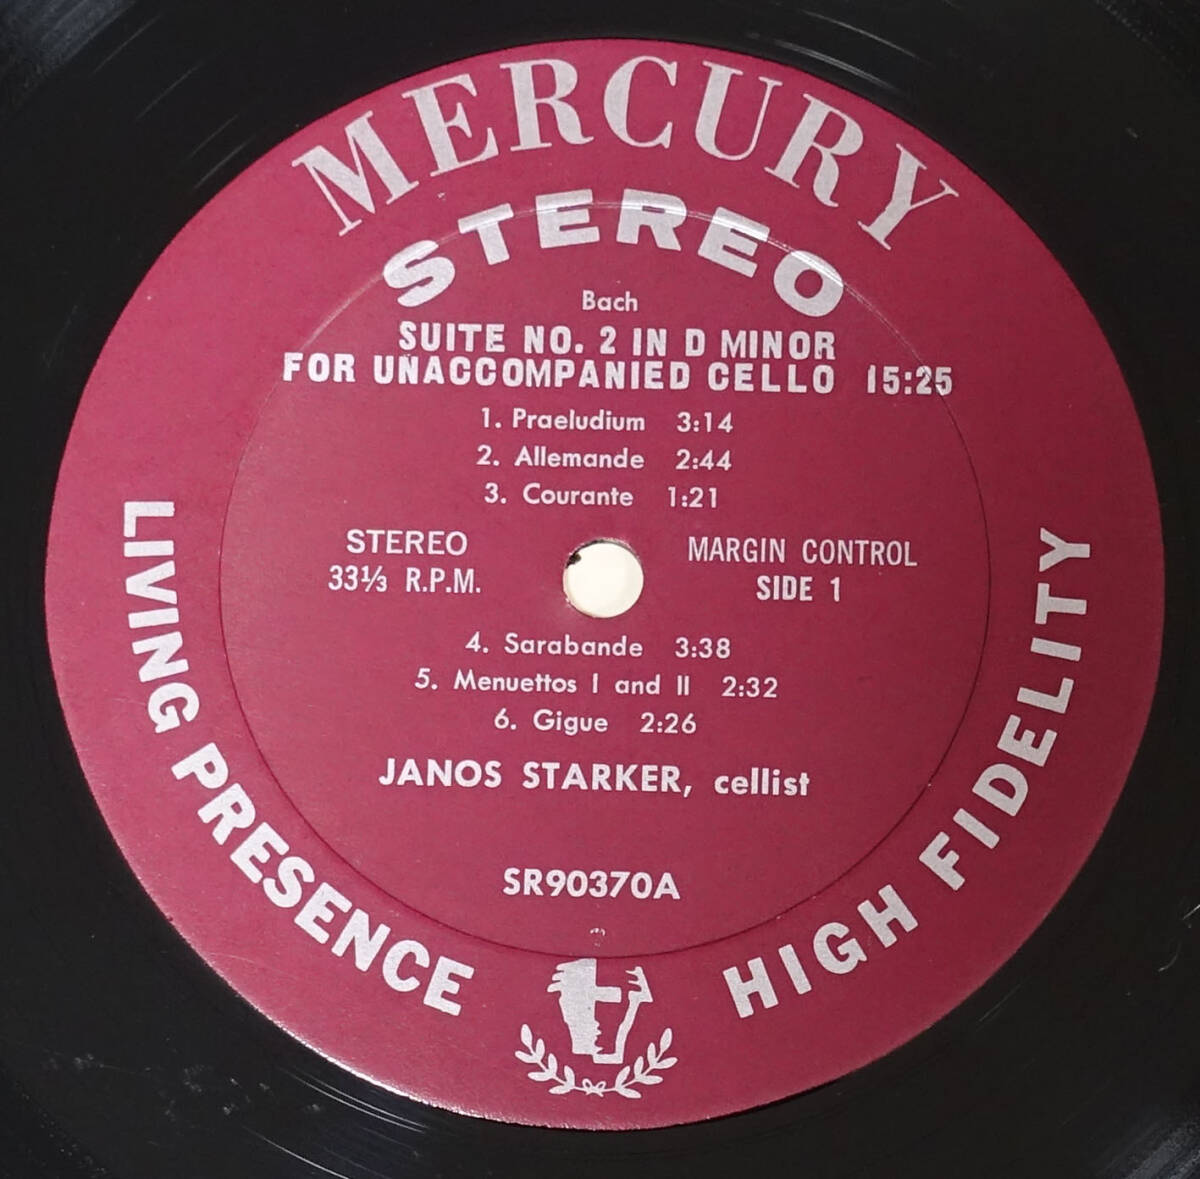 MERCURY
STEREO
Bach
SUITE NO. 2 IN D MINOR
FOR UNACCOMPANIED CELLO 15:25
1. Praeludium 3:14
2. Allemande 2:44
3. Courante 1:21
STEREO
33⅓ R.P.M.
MARGIN CONTROL
SIDE 1
4. Sarabande 3:38
5. Menuettos I and II 2:32
6. Gigue 2:26
JANOS STARKER, cellist
SR90370A
LIVING PRESENCE
HIGH FIDELITY